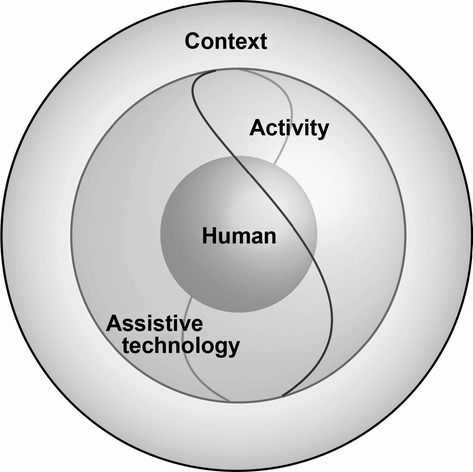 Context
Activity
Human
Assistive
technology